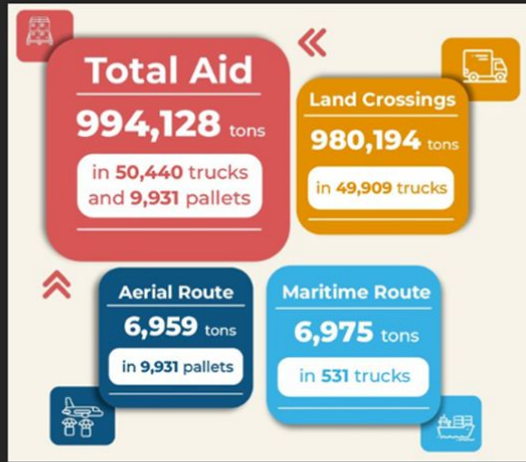 Total Aid
994,128 tons
in 50,440 trucks
and 9,931 pallets
Land Crossings
980,194 tons
in 49,909 trucks
Aerial Route
6,959 tons
in 9,931 pallets
Maritime Route
6,975 tons
in 531 trucks